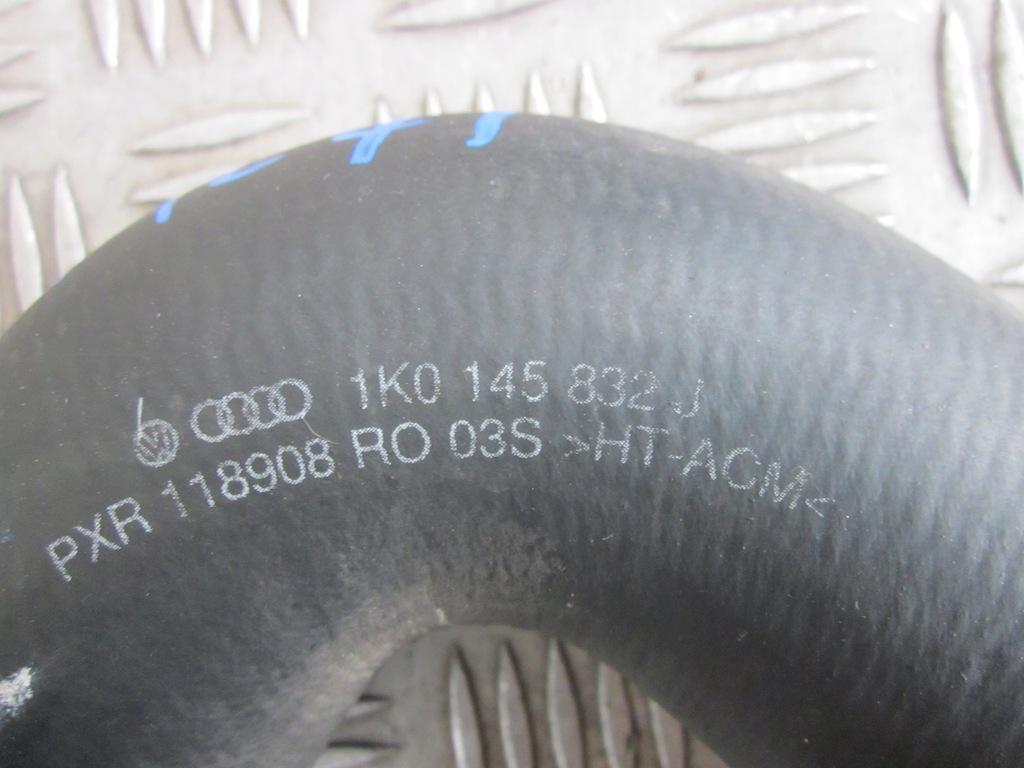 1K0 145 832 J
PXR 118908 RO 03S >HT-ACM<